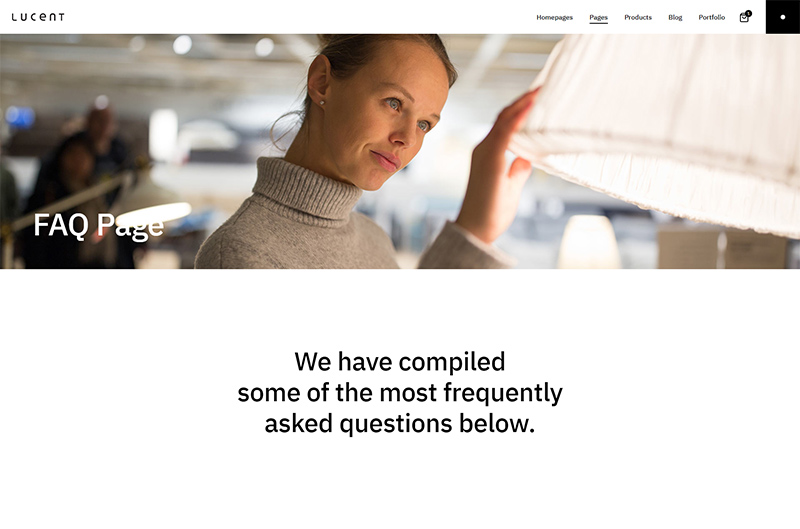 LUCENT
Homepages Pages Products Blog Portfolio
FAQ Page
We have compiled
some of the most frequently
asked questions below.